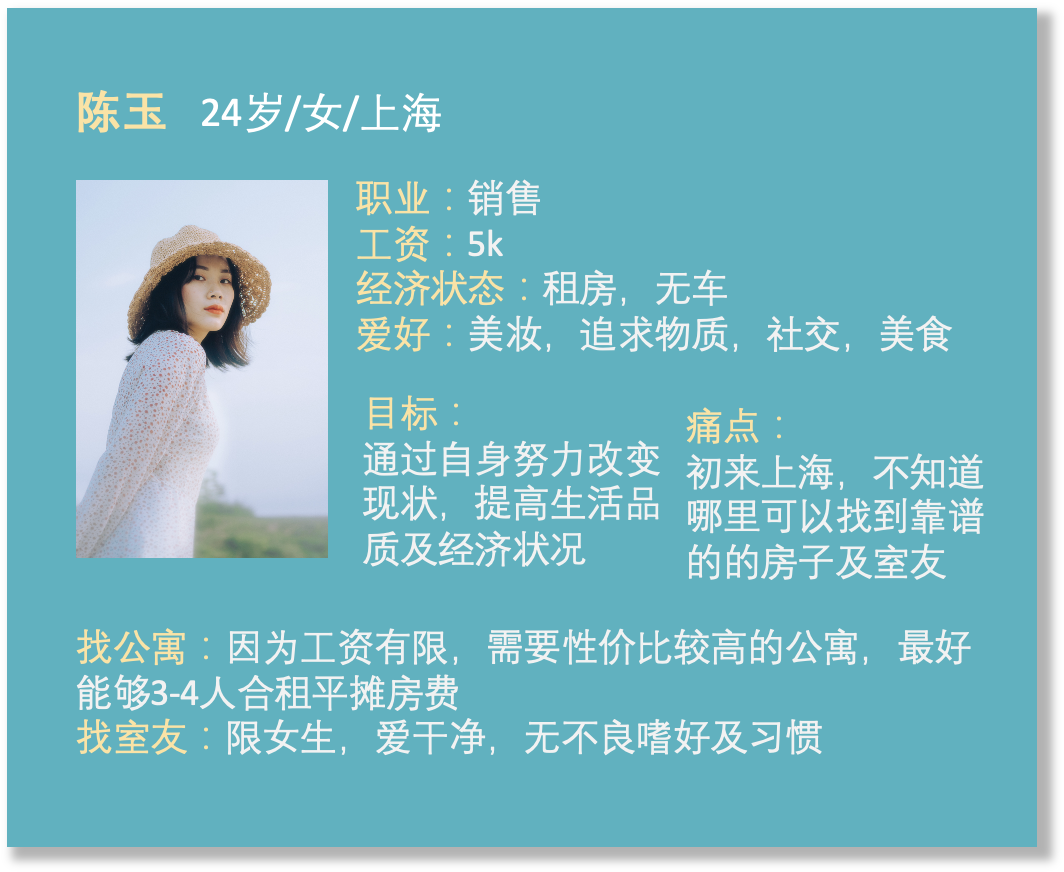 陈玉 24岁/女/上海
职业：销售
工资：5k
经济状态：租房，无车
爱好：美妆，追求物质，社交，美食
目标：
通过自身努力改变
现状，提高生活品
质及经济状况
痛点：
初来上海，不知道
哪里可以找到靠谱
的的房子及室友
找公寓：因为工资有限，需要性价比较高的公寓，最好
能够3-4人合租平摊房费
找室友：限女生，爱干净，无不良嗜好及习惯